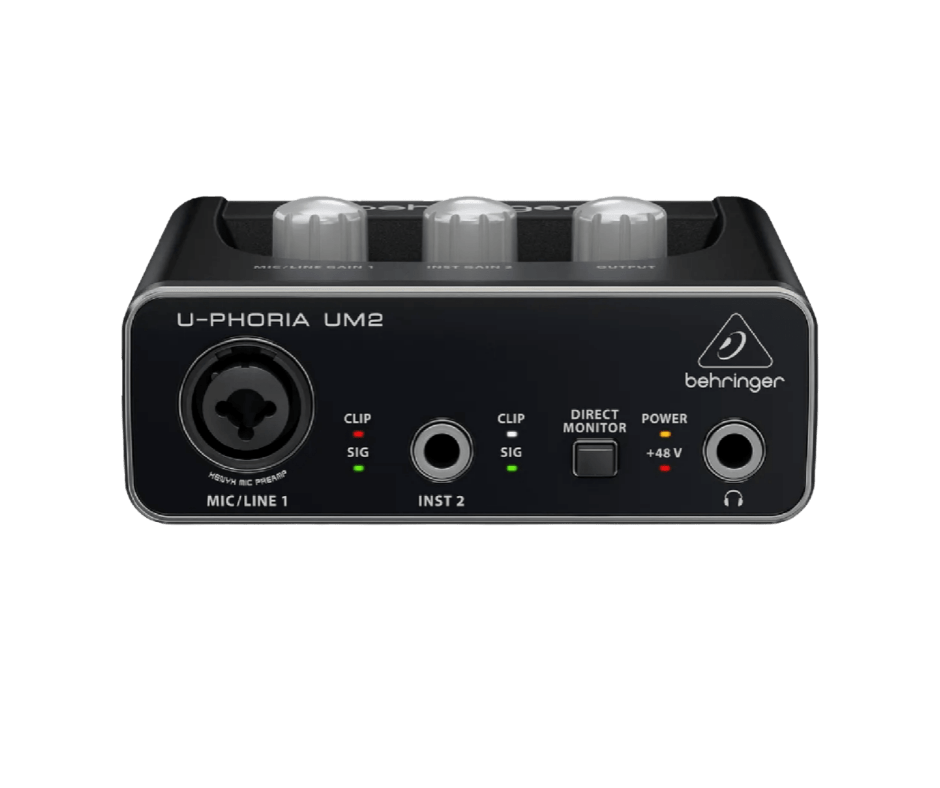 behringer
MIC/LINE GAIN 1 INST GAIN 2 OUTPUT
U-PHORIA UM2
behringer
CLIP CLIP DIRECT MONITOR POWER
SIG SIG +48 V
XENYX MIC PREAMP
MIC/LINE 1 INST 2